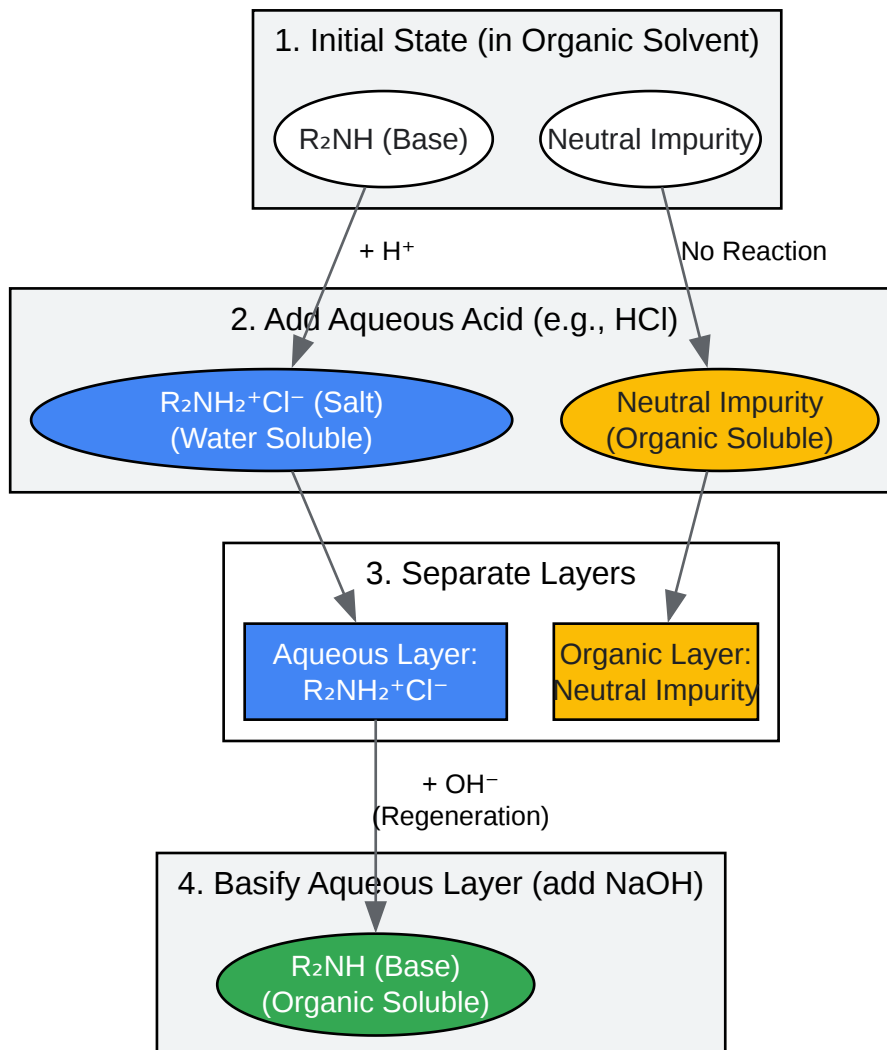 1. Initial State (in Organic Solvent)
R₂NH (Base)
Neutral Impurity
+ H⁺
No Reaction
2. Add Aqueous Acid (e.g., HCl)
R₂NH₂⁺Cl⁻ (Salt)
(Water Soluble)
Neutral Impurity
(Organic Soluble)
3. Separate Layers
Aqueous Layer:
R₂NH₂⁺Cl⁻
Organic Layer:
Neutral Impurity
+ OH⁻
(Regeneration)
4. Basify Aqueous Layer (add NaOH)
R₂NH (Base)
(Organic Soluble)